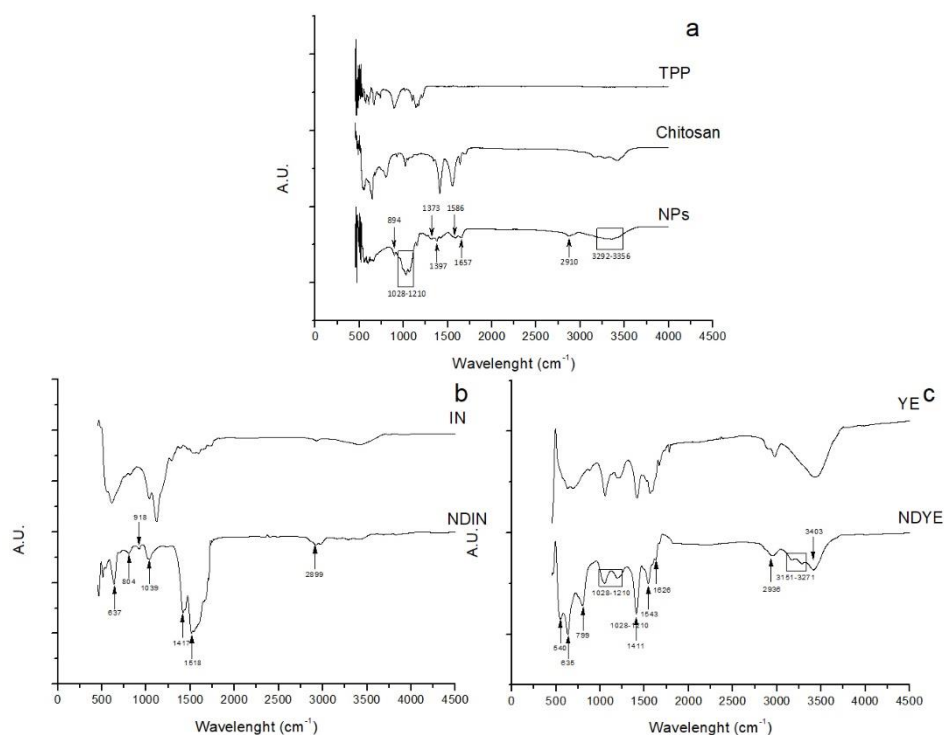 a
TPP
Chitosan
NPs
A.U.
894
1373
1586
1397
1657
2910
3292-3356
1028-1210
0 500 1000 1500 2000 2500 3000 3500 4000 4500
Wavelenght (cm⁻¹)
b
IN
NDIN
A.U.
918
804
1039
637
1417
1518
2899
0 500 1000 1500 2000 2500 3000 3500 4000 4500
Wavelenght (cm⁻¹)
c
YE
NDYE
A.U.
3403
3151-3271
2936
1028-1210
1626
1543
799
1028-1210
540
1411
636
0 500 1000 1500 2000 2500 3000 3500 4000 4500
Wavelenght (cm⁻¹)